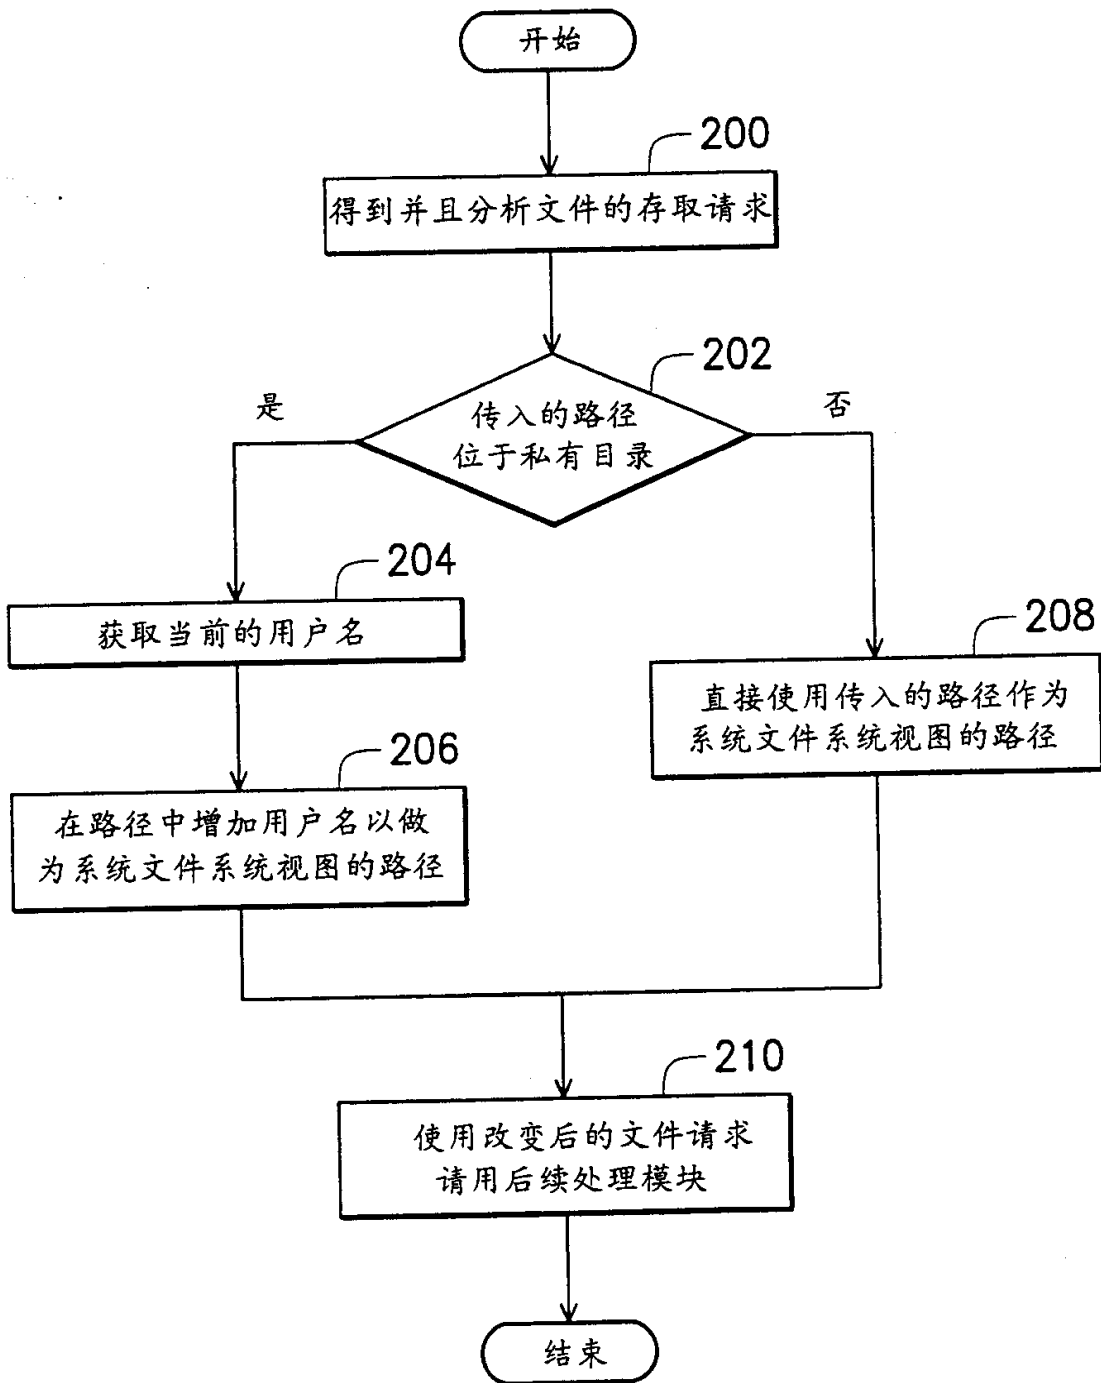 开始
200
得到并且分析文件的存取请求
202
传入的路径
位于私有目录
是
否
204
获取当前的用户名
208
直接使用传入的路径作为
系统文件系统视图的路径
206
在路径中增加用户名以做
为系统文件系统视图的路径
210
使用改变后的文件请求
请用后续处理模块
结束